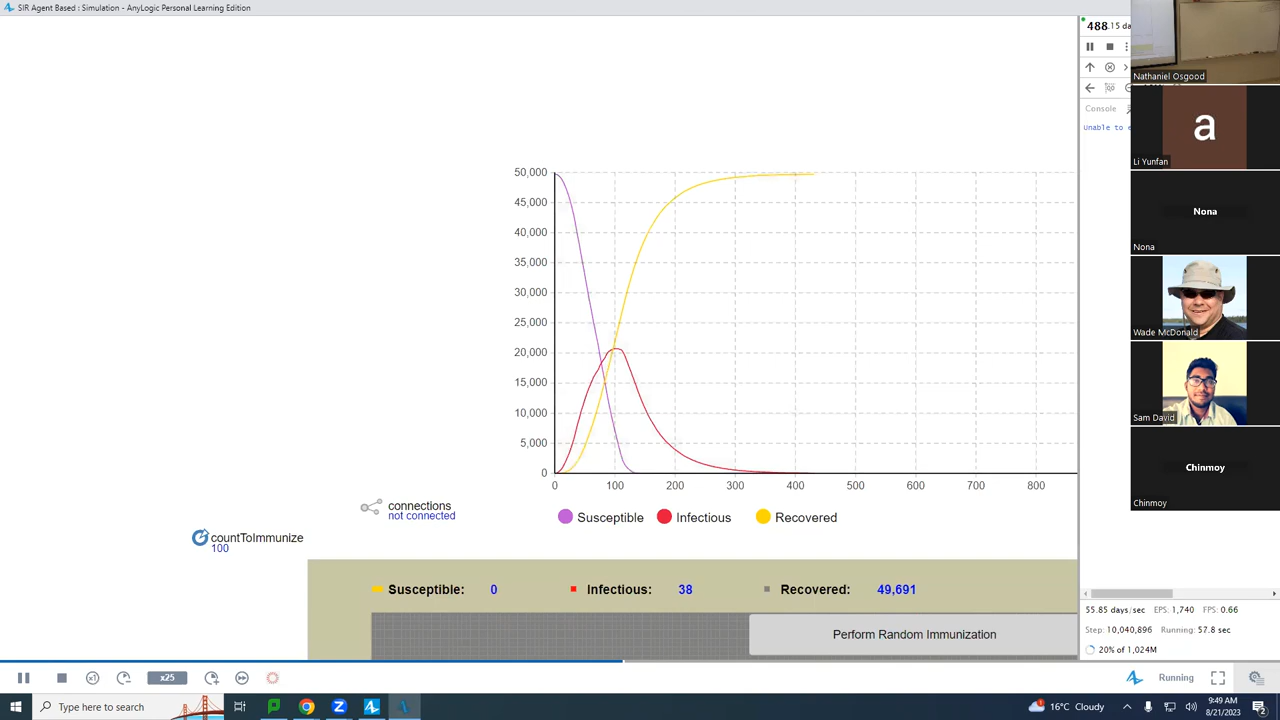 SIR Agent Based : Simulation - AnyLogic Personal Learning Edition
488.15 da
Nathaniel Osgood
Console
Unable to e
a
Li Yunfan
Nona
Nona
Wade McDonald
Sam David
Chinmoy
Chinmoy
50,000
45,000
40,000
35,000
30,000
25,000
20,000
15,000
10,000
5,000
0
0 100 200 300 400 500 600 700 800
connections
not connected
Susceptible Infectious Recovered
countToImmunize
100
Susceptible: 0 Infectious: 38 Recovered: 49,691
Perform Random Immunization
55.85 days/sec EPS: 1,740 FPS: 0.66
Step: 10,040,896 Running: 57.8 sec
20% of 1,024M
x1
x25
Running
Type here to search
16°C Cloudy
9:49 AM
8/21/2023
2